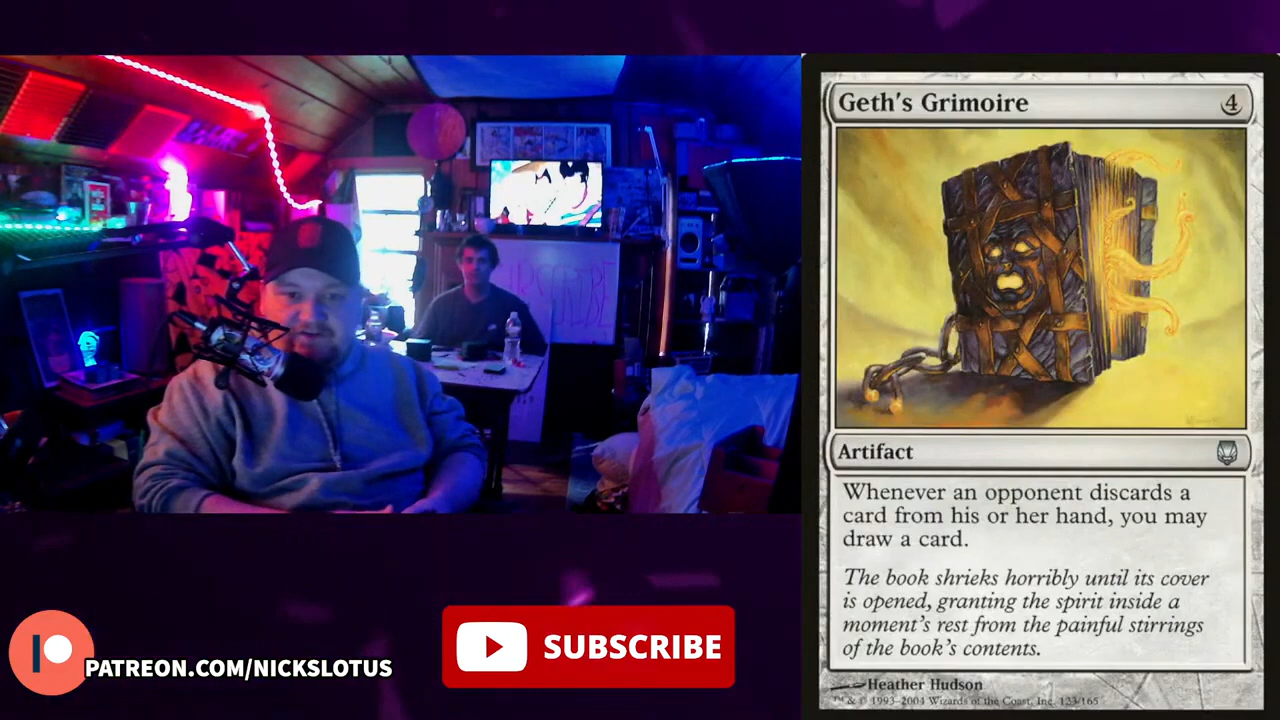 Geth's Grimoire
4
Artifact
Whenever an opponent discards a
card from his or her hand, you may
draw a card.
The book shrieks horribly until its cover
is opened, granting the spirit inside a
moment's rest from the painful stirrings
of the book's contents.
Heather Hudson
™ & © 1993–2004 Wizards of the Coast, Inc. 123/165
PATREON.COM/NICKSLOTUS
SUBSCRIBE